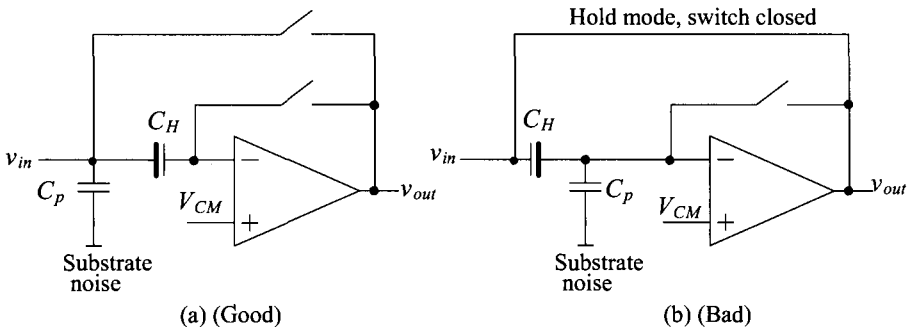 Hold mode, switch closed
C_H
v_in
C_p
−
V_CM
+
v_out
Substrate
noise
(a) (Good)
C_H
v_in
C_p
−
V_CM
+
v_out
Substrate
noise
(b) (Bad)